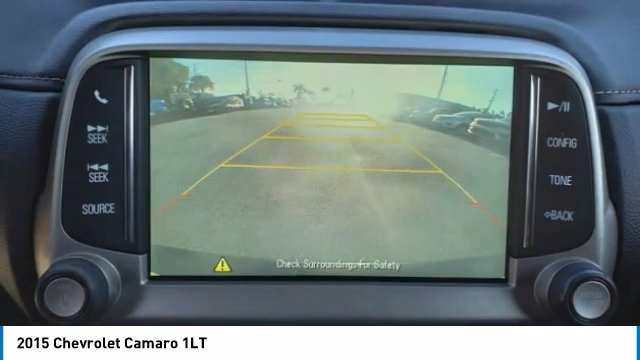 SEEK
SEEK
SOURCE
CONFIG
TONE
BACK
Check Surroundings For Safety
2015 Chevrolet Camaro 1LT